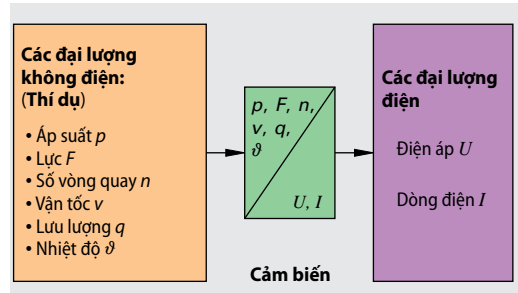 Các đại lượng
không điện:
(Thí dụ)
• Áp suất p
• Lực F
• Số vòng quay n
• Vận tốc v
• Lưu lượng q
• Nhiệt độ ϑ
p, F, n,
v, q,
ϑ
U, I
Cảm biến
Các đại lượng
điện
Điện áp U
Dòng điện I